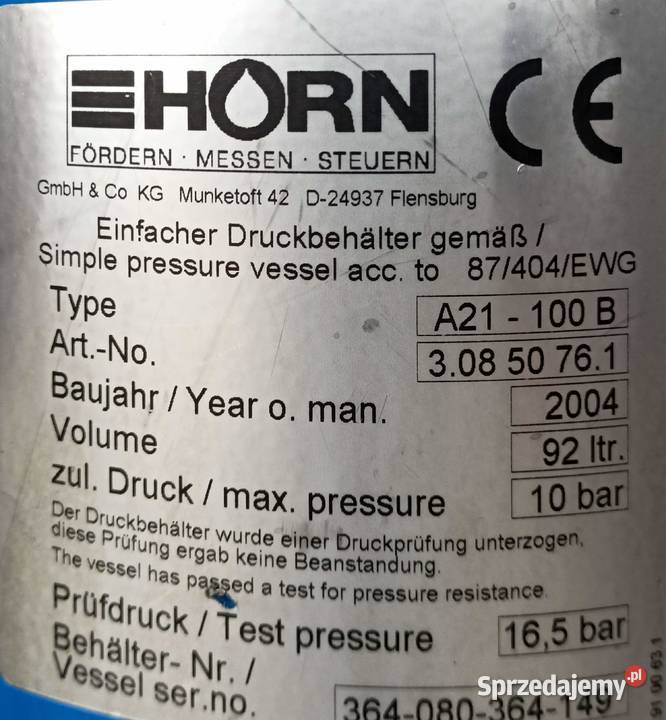 HORN
FÖRDERN · MESSEN · STEUERN
CE
GmbH & Co KG Munketoft 42 D-24937 Flensburg
Einfacher Druckbehälter gemäß /
Simple pressure vessel acc. to 87/404/EWG
Type A21 - 100 B
Art.-No. 3.08 50 76.1
Baujahr / Year o. man. 2004
Volume 92 ltr.
zul. Druck / max. pressure 10 bar
Der Druckbehälter wurde einer Druckprüfung unterzogen,
diese Prüfung ergab keine Beanstandung.
The vessel has passed a test for pressure resistance.
Prüfdruck / Test pressure 16,5 bar
Behälter- Nr. /
Vessel ser.no. 364-080-364-149
Sprzedajemy.pl